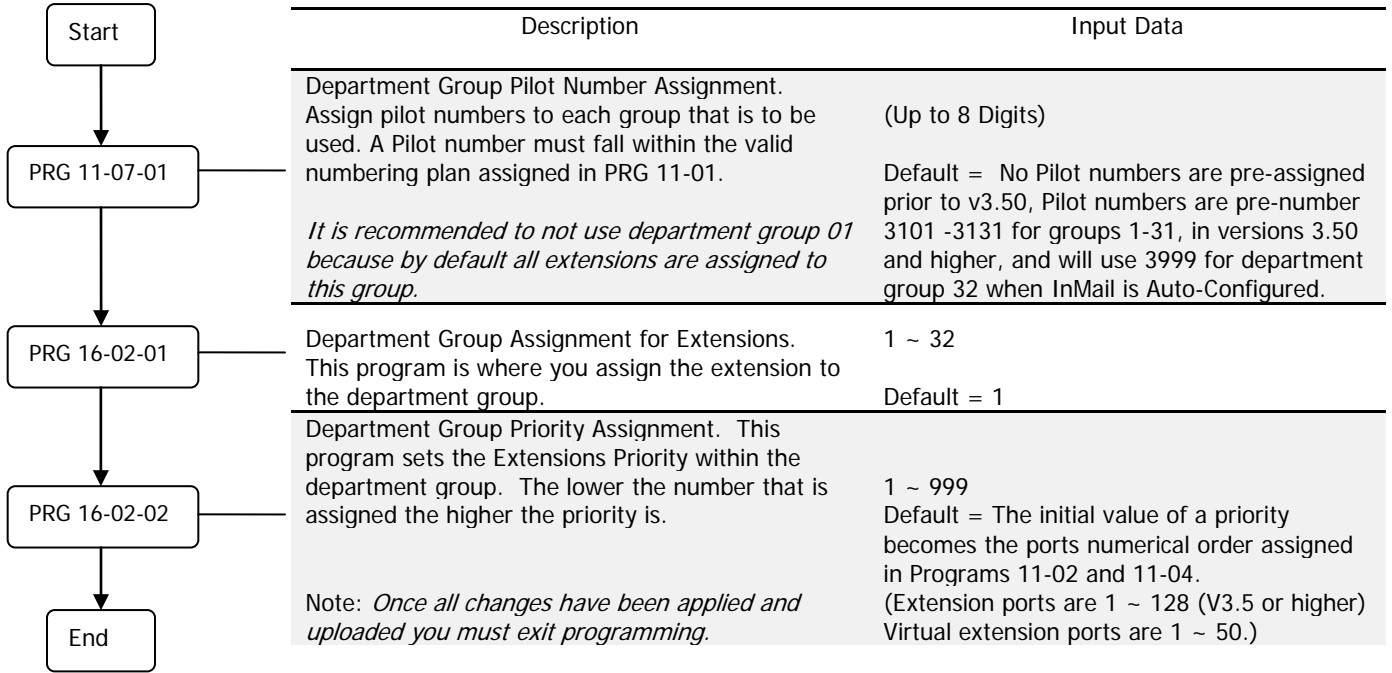 Start
Description
Input Data
PRG 11-07-01
Department Group Pilot Number Assignment.
Assign pilot numbers to each group that is to be
used. A Pilot number must fall within the valid
numbering plan assigned in PRG 11-01.
It is recommended to not use department group 01
because by default all extensions are assigned to
this group.
(Up to 8 Digits)
Default =  No Pilot numbers are pre-assigned
prior to v3.50, Pilot numbers are pre-number
3101 -3131 for groups 1-31, in versions 3.50
and higher, and will use 3999 for department
group 32 when InMail is Auto-Configured.
PRG 16-02-01
Department Group Assignment for Extensions.
This program is where you assign the extension to
the department group.
1 ~ 32
Default = 1
PRG 16-02-02
Department Group Priority Assignment.  This
program sets the Extensions Priority within the
department group.  The lower the number that is
assigned the higher the priority is.
Note: Once all changes have been applied and
uploaded you must exit programming.
1 ~ 999
Default = The initial value of a priority
becomes the ports numerical order assigned
in Programs 11-02 and 11-04.
(Extension ports are 1 ~ 128 (V3.5 or higher)
Virtual extension ports are 1 ~ 50.)
End